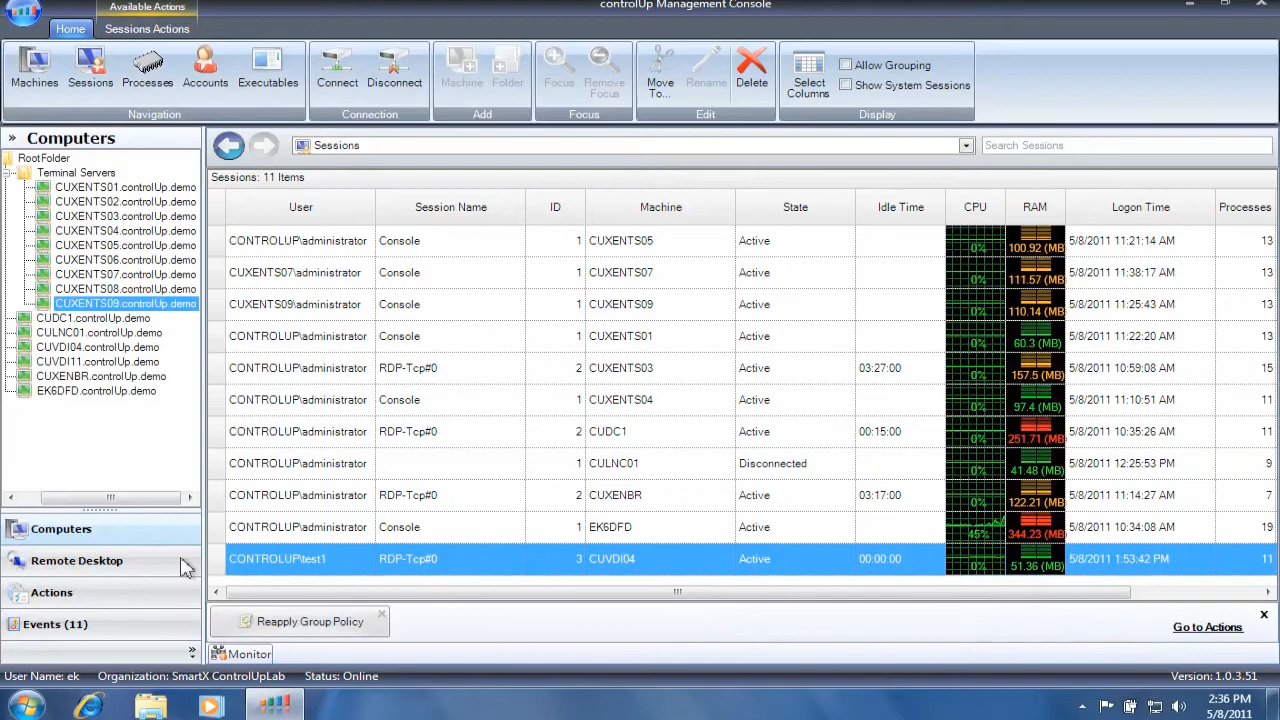 Available Actions
controlUp Management Console
Home
Sessions Actions
Machines
Sessions
Processes
Accounts
Executables
Navigation
Connect
Disconnect
Connection
Machine
Folder
Add
Focus
Remove Focus
Focus
Move To...
Rename
Delete
Edit
Select Columns
Allow Grouping
Show System Sessions
Display
» Computers
RootFolder
Terminal Servers
CUXENTS01.controlUp.demo
CUXENTS02.controlUp.demo
CUXENTS03.controlUp.demo
CUXENTS04.controlUp.demo
CUXENTS05.controlUp.demo
CUXENTS06.controlUp.demo
CUXENTS07.controlUp.demo
CUXENTS08.controlUp.demo
CUXENTS09.controlUp.demo
CUDC1.controlUp.demo
CULNC01.controlUp.demo
CUVDI04.controlUp.demo
CUVDI11.controlUp.demo
CUXENBR.controlUp.demo
EK6DFD.controlUp.demo
Computers
Remote Desktop
Actions
Events (11)
Sessions
Search Sessions
Sessions: 11 Items
User Session Name ID Machine State Idle Time CPU RAM Logon Time Processes
CONTROLUP\administrator Console 1 CUXENTS05 Active 0% 100.92 (MB) 5/8/2011 11:21:14 AM 13
CUXENTS07\administrator Console 1 CUXENTS07 Active 0% 111.57 (MB) 5/8/2011 11:38:17 AM 13
CUXENTS09\administrator Console 1 CUXENTS09 Active 0% 110.14 (MB) 5/8/2011 11:25:43 AM 13
CONTROLUP\administrator Console 1 CUXENTS01 Active 0% 60.3 (MB) 5/8/2011 11:22:20 AM 13
CONTROLUP\administrator RDP-Tcp#0 2 CUXENTS03 Active 03:27:00 0% 157.5 (MB) 5/8/2011 10:59:08 AM 15
CONTROLUP\administrator Console 1 CUXENTS04 Active 0% 97.4 (MB) 5/8/2011 11:10:51 AM 11
CONTROLUP\administrator RDP-Tcp#0 2 CUDC1 Active 00:15:00 0% 251.71 (MB) 5/8/2011 10:35:26 AM 11
CONTROLUP\administrator 1 CULNC01 Disconnected 0% 41.48 (MB) 5/8/2011 12:25:53 PM 9
CONTROLUP\administrator RDP-Tcp#0 2 CUXENBR Active 03:17:00 0% 122.21 (MB) 5/8/2011 11:14:27 AM 7
CONTROLUP\administrator Console 1 EK6DFD Active 45% 344.23 (MB) 5/8/2011 10:34:08 AM 19
CONTROLUP\test1 RDP-Tcp#0 3 CUVDI04 Active 00:00:00 0% 51.36 (MB) 5/8/2011 1:53:42 PM 11
Reapply Group Policy
Go to Actions
Monitor
User Name: ek Organization: SmartX ControlUpLab Status: Online Version: 1.0.3.51
2:36 PM
5/8/2011